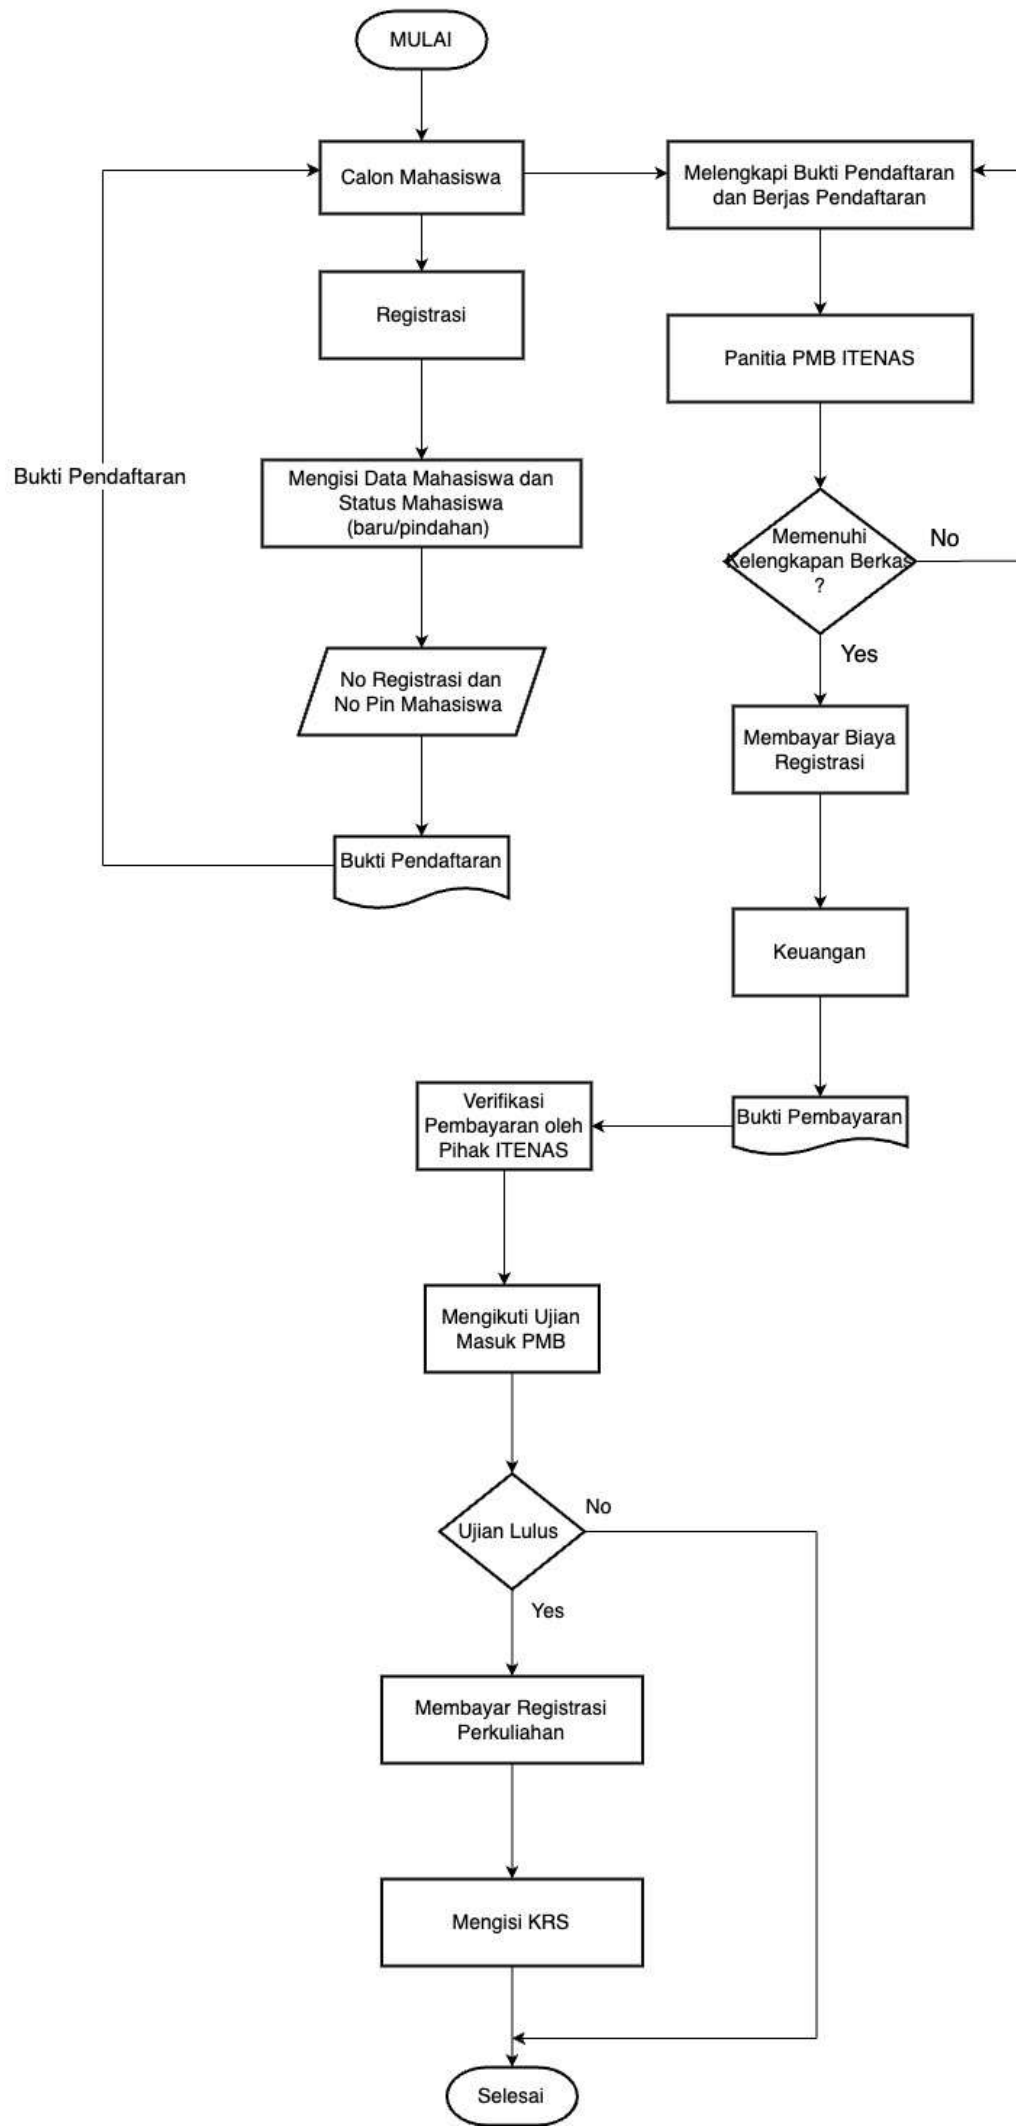 MULAI
Calon Mahasiswa
Melengkapi Bukti Pendaftaran
dan Berjas Pendaftaran
Registrasi
Panitia PMB ITENAS
Bukti Pendaftaran
Mengisi Data Mahasiswa dan
Status Mahasiswa
(baru/pindahan)
Memenuhi
Kelengkapan Berkas
?
No
Yes
No Registrasi dan
No Pin Mahasiswa
Membayar Biaya
Registrasi
Bukti Pendaftaran
Keuangan
Verifikasi
Pembayaran oleh
Pihak ITENAS
Bukti Pembayaran
Mengikuti Ujian
Masuk PMB
Ujian Lulus
No
Yes
Membayar Registrasi
Perkuliahan
Mengisi KRS
Selesai